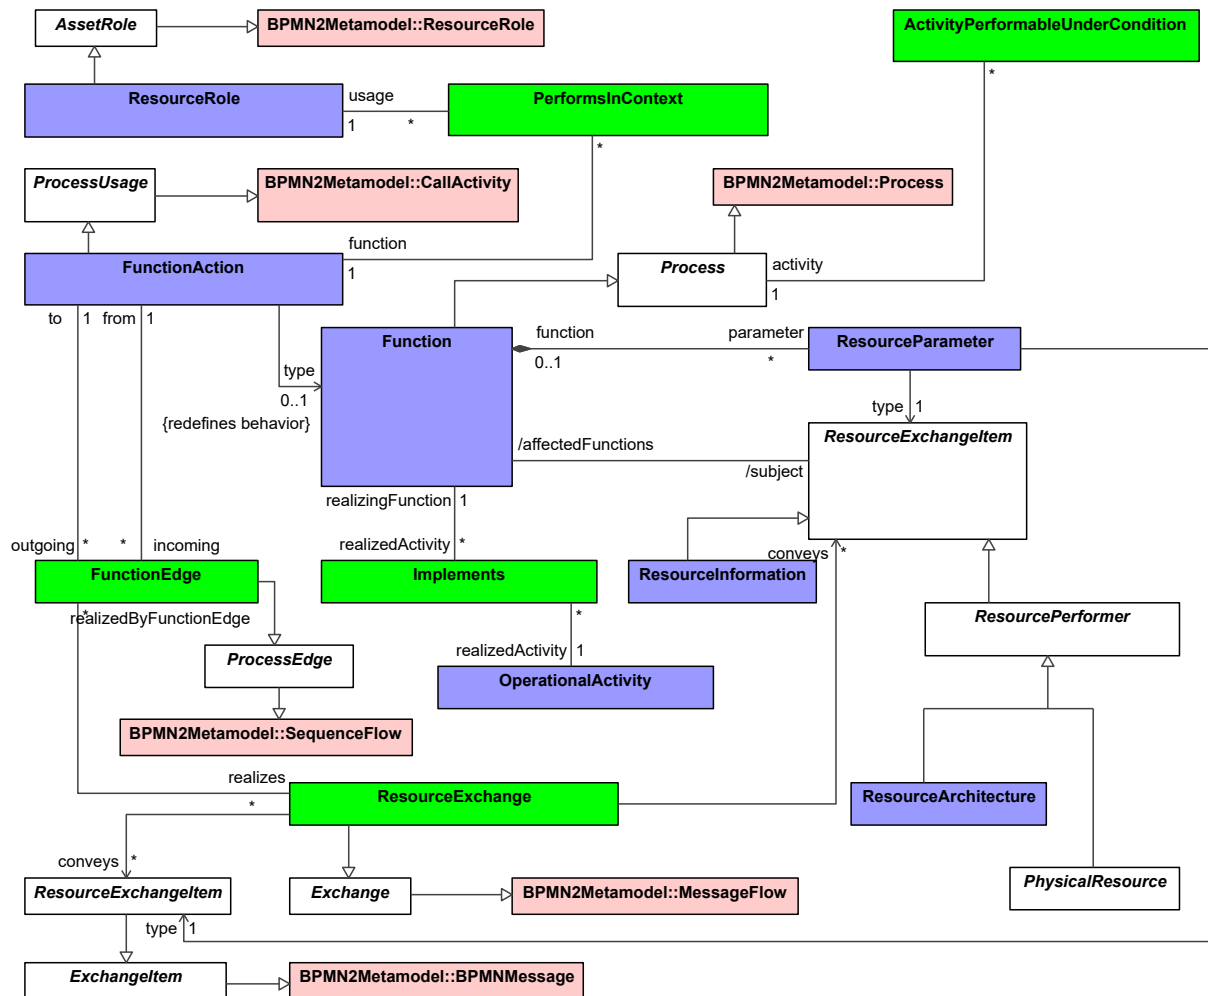 AssetRole
BPMN2Metamodel::ResourceRole
ActivityPerformableUnderCondition
*
ResourceRole
usage
1
*
PerformsInContext
*
ProcessUsage
BPMN2Metamodel::CallActivity
BPMN2Metamodel::Process
FunctionAction
function
1
Process
activity
1
to
1
from
1
Function
function
0..1
parameter
*
ResourceParameter
type
0..1
{redefines behavior}
type
1
ResourceExchangeItem
/affectedFunctions
/subject
realizingFunction
1
outgoing
*
*
incoming
realizedActivity
*
conveys
*
FunctionEdge
Implements
ResourceInformation
*
realizedByFunctionEdge
*
ResourcePerformer
ProcessEdge
realizedActivity
1
OperationalActivity
BPMN2Metamodel::SequenceFlow
realizes
*
ResourceExchange
ResourceArchitecture
conveys
*
ResourceExchangeItem
Exchange
BPMN2Metamodel::MessageFlow
PhysicalResource
type
1
ExchangeItem
BPMN2Metamodel::BPMNMessage